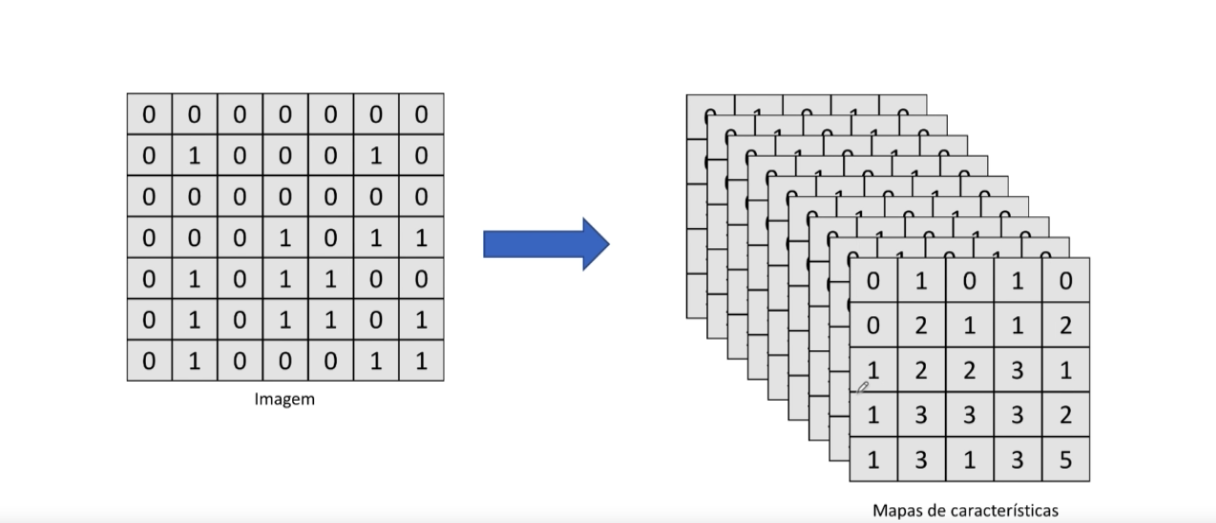 0 0 0 0 0 0 0
0 1 0 0 0 1 0
0 0 0 0 0 0 0
0 0 0 1 0 1 1
0 1 0 1 1 0 0
0 1 0 1 1 0 1
0 1 0 0 0 1 1
Imagem
0 1 0 1 0
0 2 1 1 2
1 2 2 3 1
1 3 3 3 2
1 3 1 3 5
Mapas de características